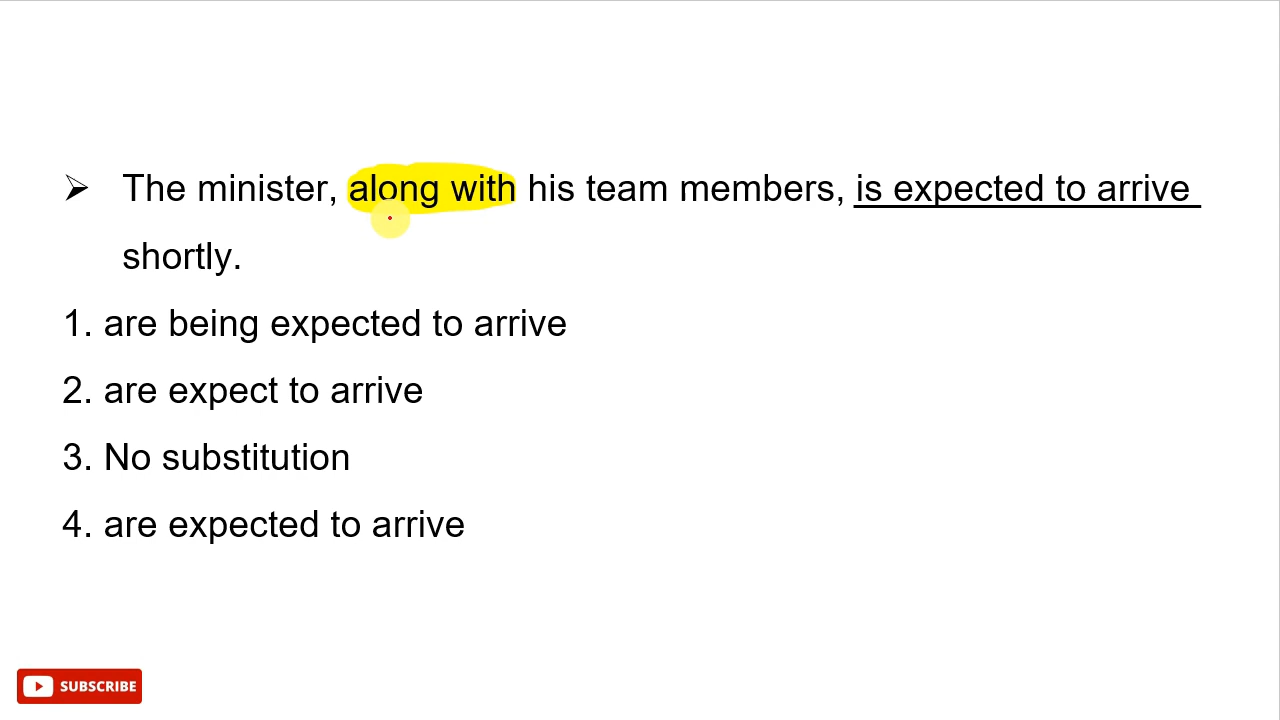 ➢ The minister, along with his team members, is expected to arrive
shortly.
1. are being expected to arrive
2. are expect to arrive
3. No substitution
4. are expected to arrive
SUBSCRIBE